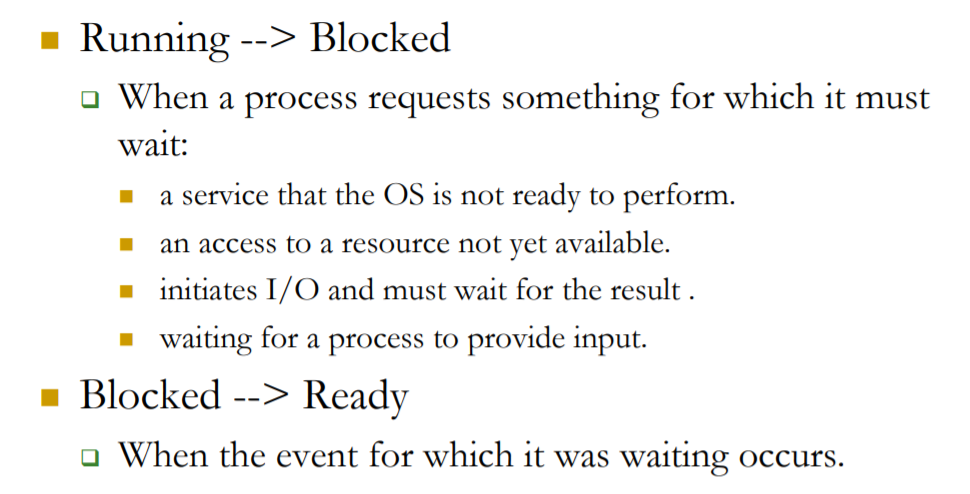 Running --> Blocked
When a process requests something for which it must
wait:
a service that the OS is not ready to perform.
an access to a resource not yet available.
initiates I/O and must wait for the result .
waiting for a process to provide input.
Blocked --> Ready
When the event for which it was waiting occurs.